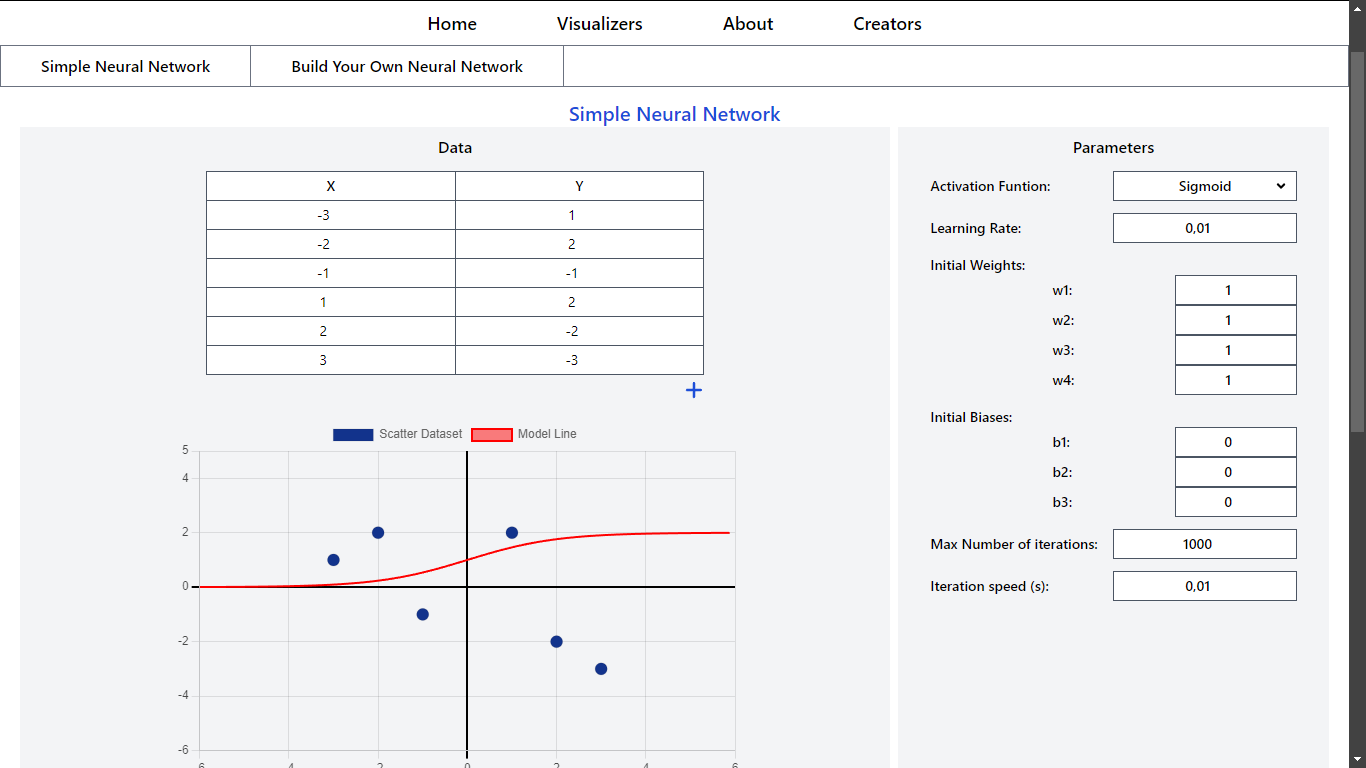 Home Visualizers About Creators
Simple Neural Network Build Your Own Neural Network
Simple Neural Network
Data
X Y
-3 1
-2 2
-1 -1
1 2
2 -2
3 -3
+
Scatter Dataset Model Line
5
4
2
0
-2
-4
-6
Parameters
Activation Funtion: Sigmoid
Learning Rate: 0,01
Initial Weights:
w1: 1
w2: 1
w3: 1
w4: 1
Initial Biases:
b1: 0
b2: 0
b3: 0
Max Number of iterations: 1000
Iteration speed (s): 0,01